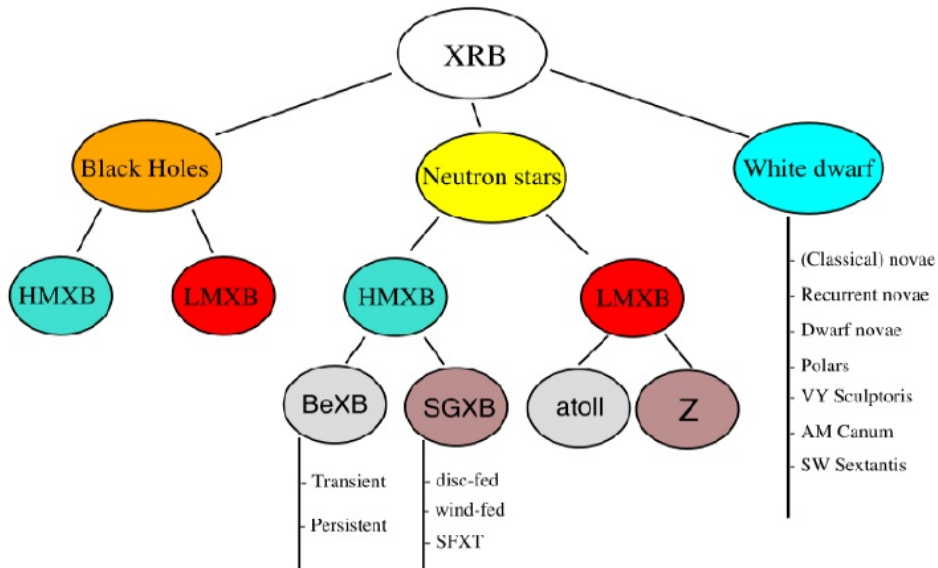 XRB
Black Holes
Neutron stars
White dwarf
HMXB
LMXB
HMXB
LMXB
BeXB
SGXB
atoll
Z
- Transient
- Persistent
- disc-fed
- wind-fed
- SFXT
- (Classical) novae
- Recurrent novae
- Dwarf novae
- Polars
- VY Sculptoris
- AM Canum
- SW Sextantis